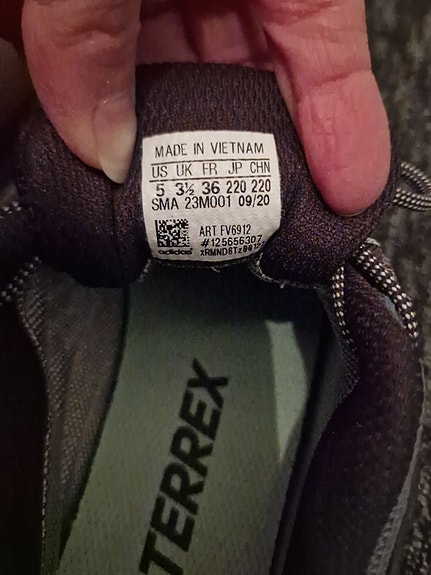 MADE IN VIETNAM
US UK FR JP CHN
5 3½ 36 220 220
SMA 23M001 09/20
ART FV6912
#125656307
adidas
TERREX